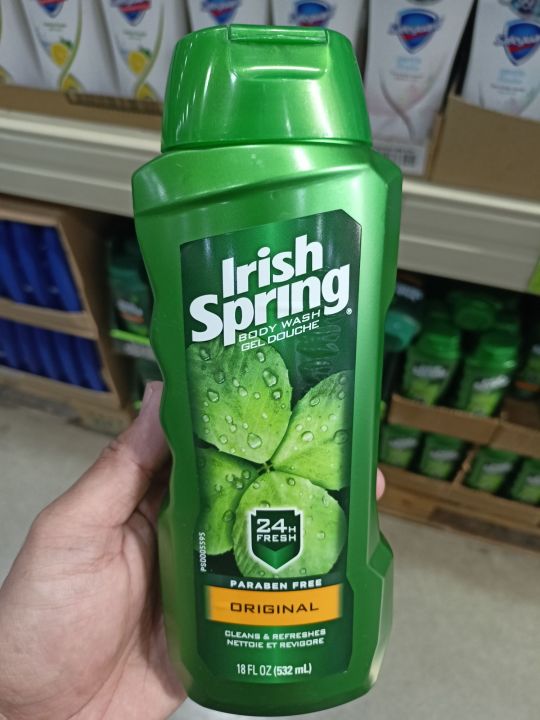 Irish
Spring®
BODY WASH
GEL DOUCHE
24H
FRESH
PS0005595
PARABEN FREE
ORIGINAL
CLEANS & REFRESHES
NETTOIE ET REVIGORE
18 FL OZ (532 mL)